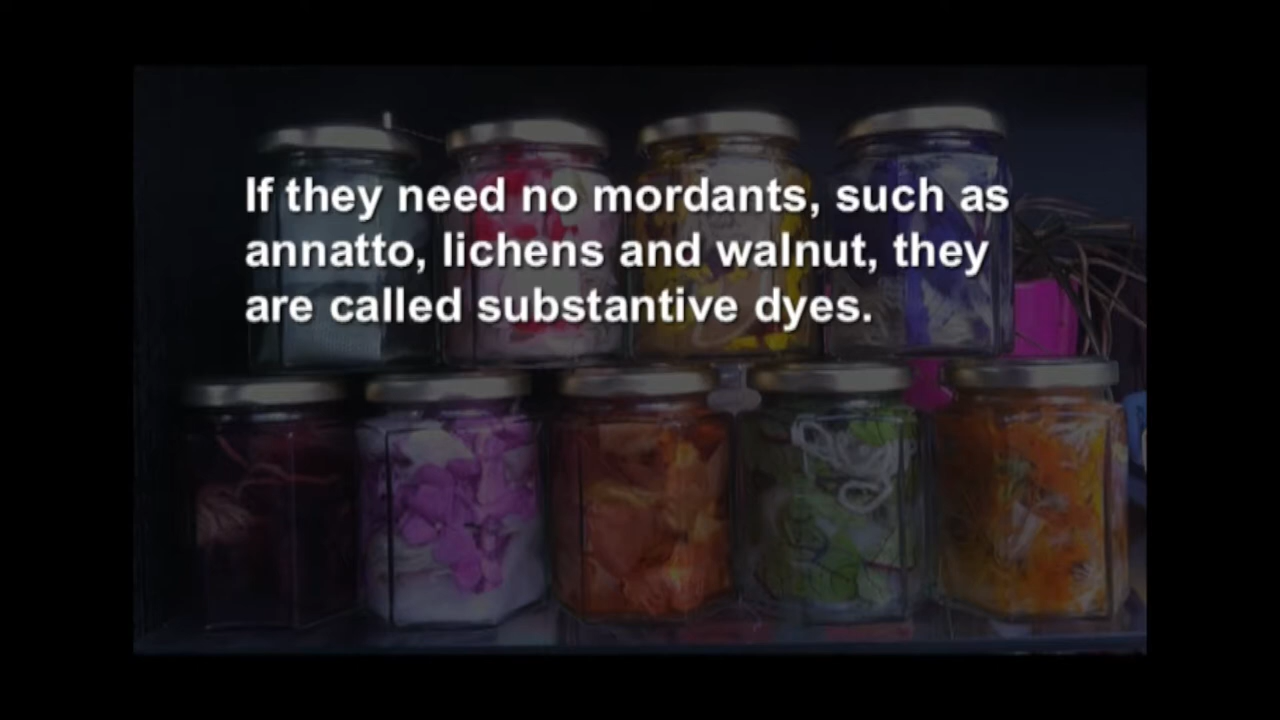 If they need no mordants, such as
annatto, lichens and walnut, they
are called substantive dyes.